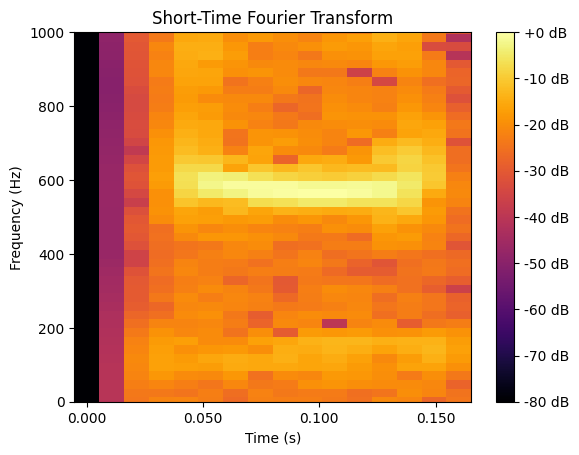 Short-Time Fourier Transform
1000
800
600
400
200
0
Frequency (Hz)
0.000
0.050
0.100
0.150
Time (s)
+0 dB
-10 dB
-20 dB
-30 dB
-40 dB
-50 dB
-60 dB
-70 dB
-80 dB